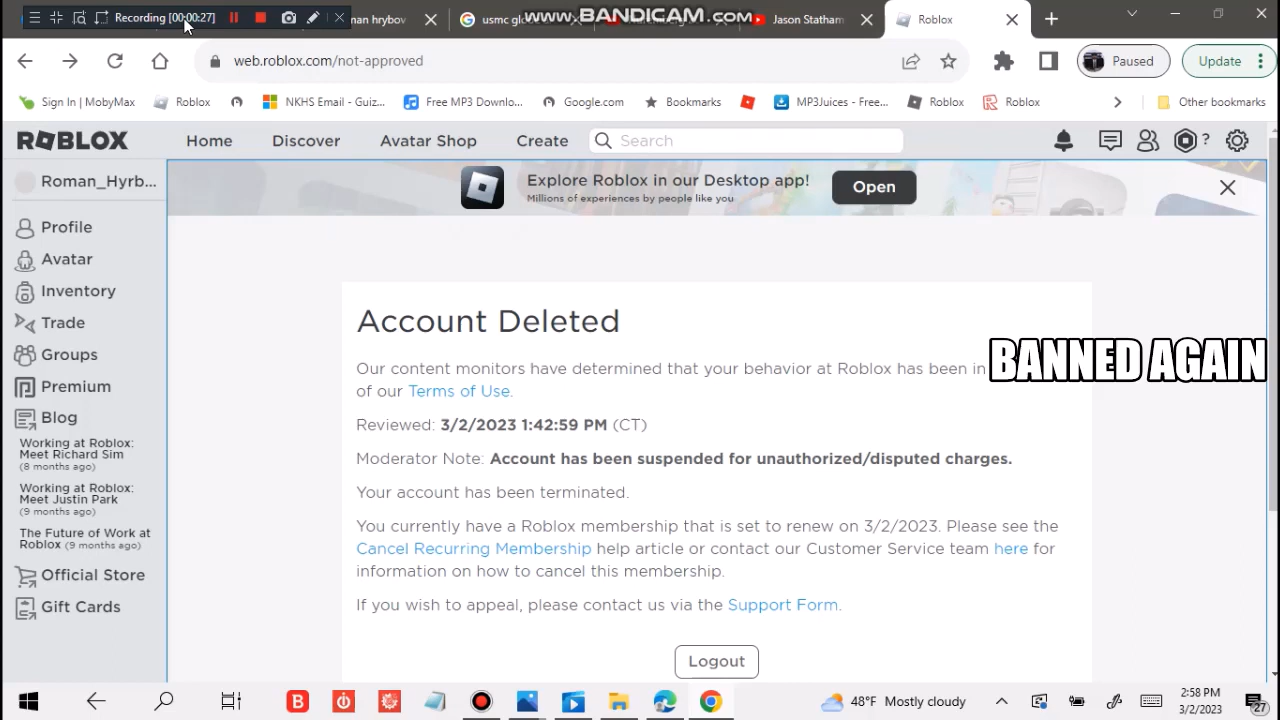 Recording [00:00:27]
man hrybov
usmc gl
www.BANDICAM.com
Jason Statham
Roblox
web.roblox.com/not-approved
Paused
Update
Sign In | MobyMax
Roblox
NKHS Email - Guiz...
Free MP3 Downlo...
Google.com
Bookmarks
MP3Juices - Free...
Roblox
Roblox
Other bookmarks
ROBLOX
Home
Discover
Avatar Shop
Create
Search
?
Roman_Hyrb...
Explore Roblox in our Desktop app!
Millions of experiences by people like you
Open
Profile
Avatar
Inventory
Trade
Groups
Premium
Blog
Working at Roblox:
Meet Richard Sim
(8 months ago)
Working at Roblox:
Meet Justin Park
(9 months ago)
The Future of Work at
Roblox (9 months ago)
Official Store
Gift Cards
Account Deleted
Our content monitors have determined that your behavior at Roblox has been in
of our Terms of Use.
BANNED AGAIN
Reviewed: 3/2/2023 1:42:59 PM (CT)
Moderator Note: Account has been suspended for unauthorized/disputed charges.
Your account has been terminated.
You currently have a Roblox membership that is set to renew on 3/2/2023. Please see the
Cancel Recurring Membership help article or contact our Customer Service team here for
information on how to cancel this membership.
If you wish to appeal, please contact us via the Support Form.
Logout
48°F Mostly cloudy
2:58 PM
3/2/2023
27